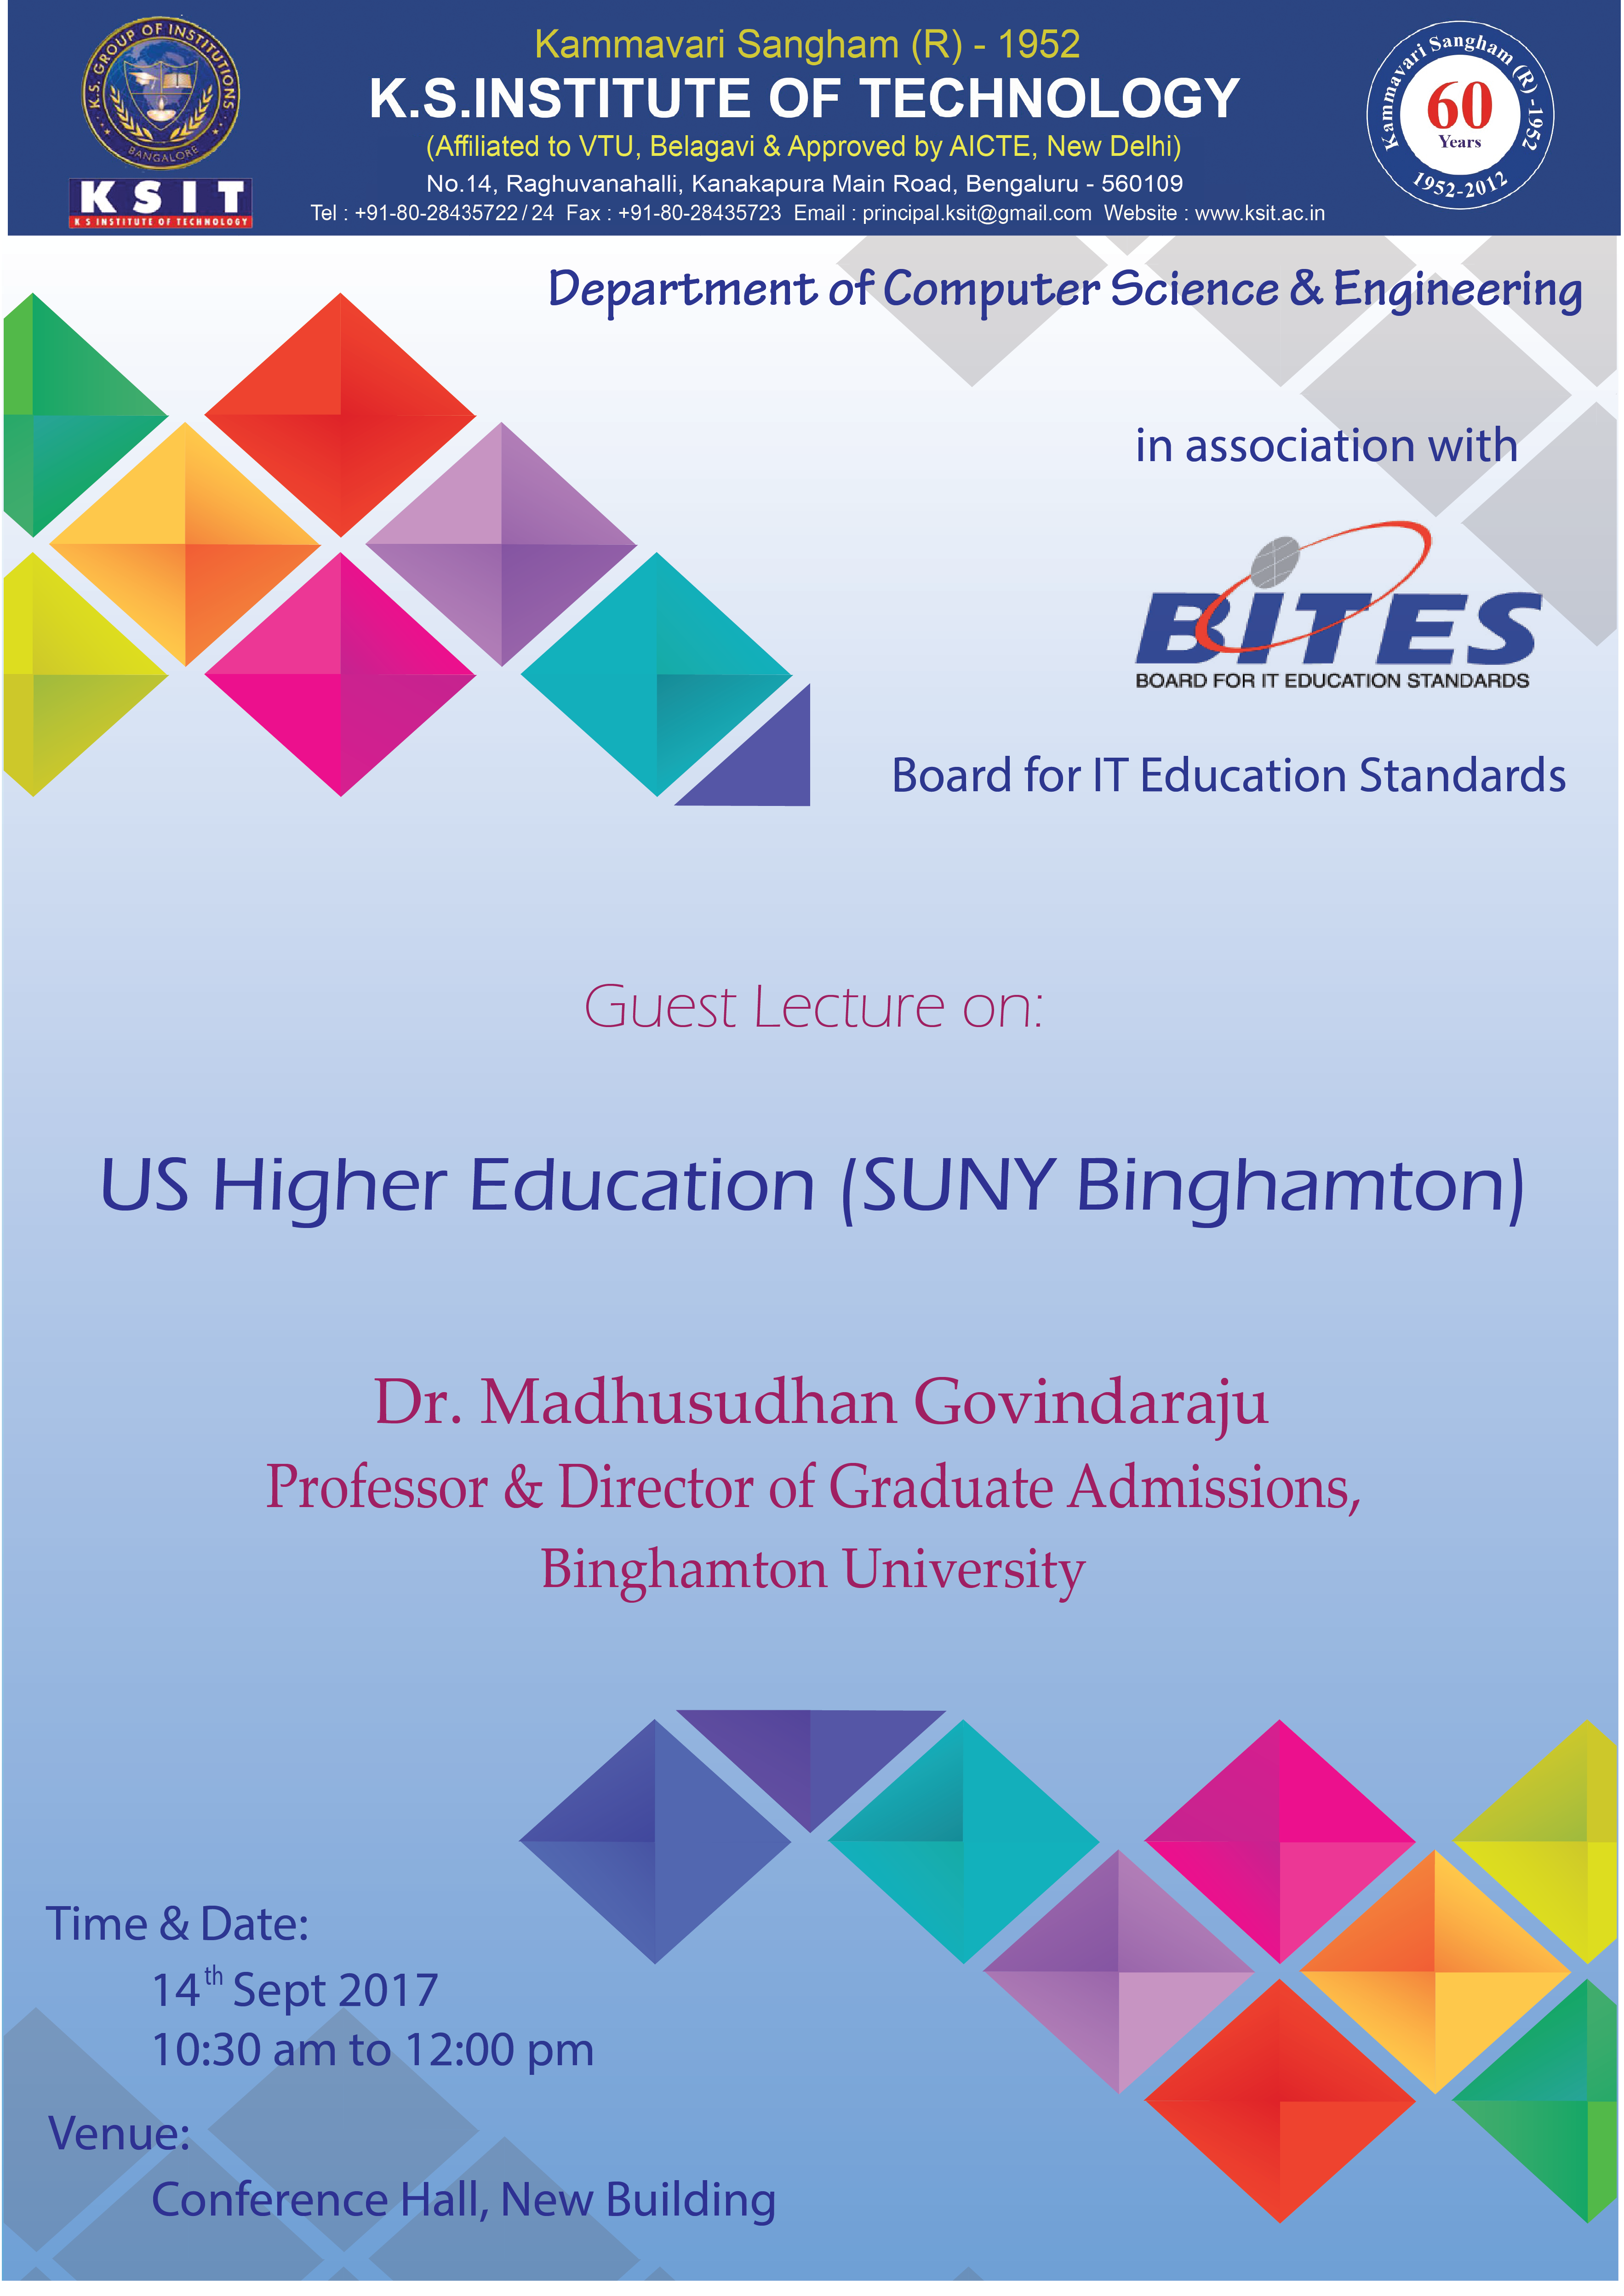 Kammavari Sangham (R) - 1952
K.S.INSTITUTE OF TECHNOLOGY
(Affiliated to VTU, Belagavi & Approved by AICTE, New Delhi)
No.14, Raghuvanahalli, Kanakapura Main Road, Bengaluru - 560109
Tel : +91-80-28435722 / 24 Fax : +91-80-28435723 Email : principal.ksit@gmail.com Website : www.ksit.ac.in
K.S. GROUP OF INSTITUTIONS
BANGALORE
KSIT
K S INSTITUTE OF TECHNOLOGY
Kammavari Sangham (R) -1952
60
Years
1952-2012
Department of Computer Science & Engineering
in association with
BITES
BOARD FOR IT EDUCATION STANDARDS
Board for IT Education Standards
Guest Lecture on:
US Higher Education (SUNY Binghamton)
Dr. Madhusudhan Govindaraju
Professor & Director of Graduate Admissions,
Binghamton University
Time & Date:
14th Sept 2017
10:30 am to 12:00 pm
Venue:
Conference Hall, New Building